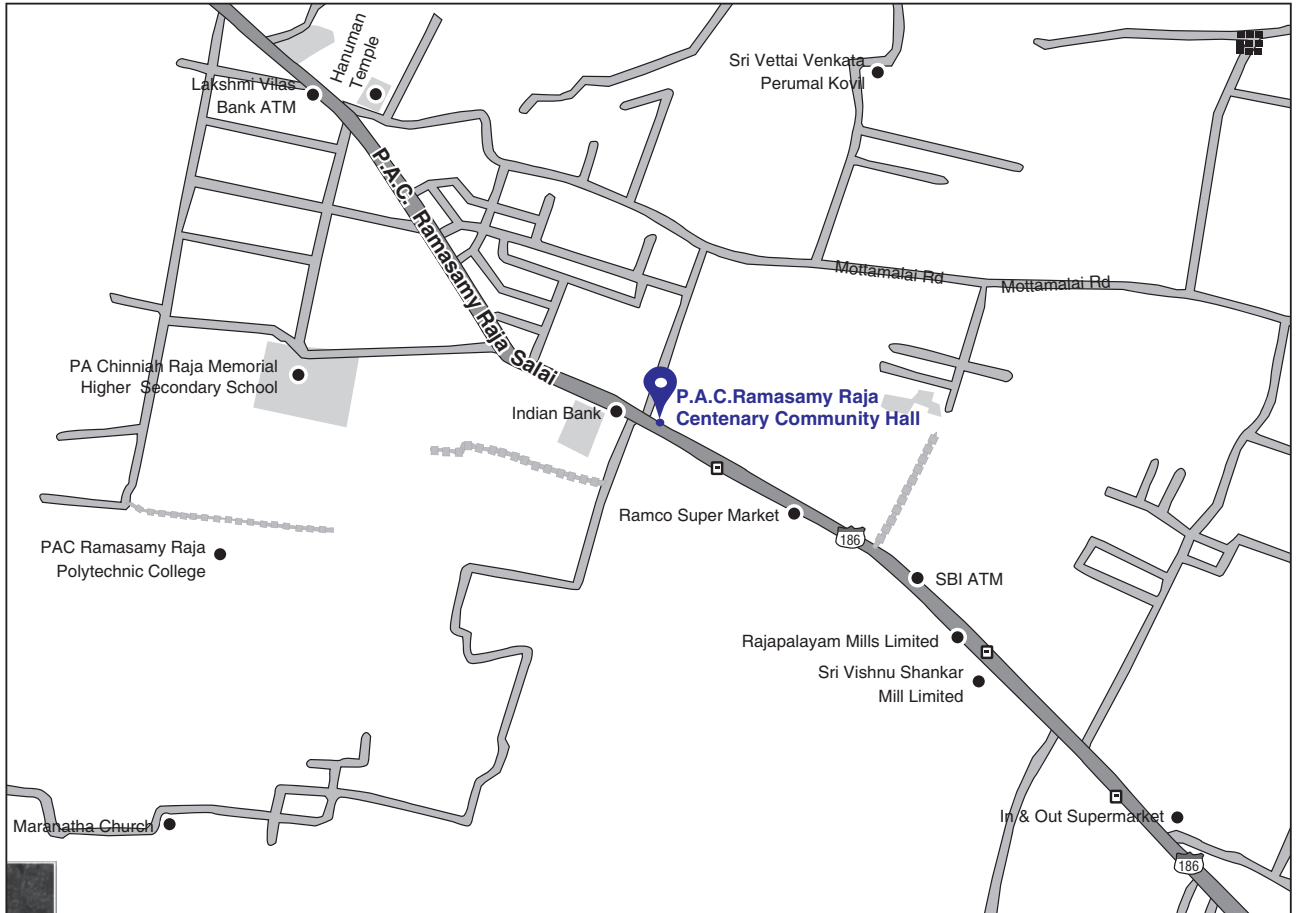 Hanuman
Temple
Lakshmi Vilas
Bank ATM
Sri Vettai Venkata
Perumal Kovil
P.A.C. Ramasamy Raja Salai
Mottamalai Rd
Mottamalai Rd
PA Chinniah Raja Memorial
Higher Secondary School
Indian Bank
P.A.C.Ramasamy Raja
Centenary Community Hall
Ramco Super Market
186
PAC Ramasamy Raja
Polytechnic College
SBI ATM
Rajapalayam Mills Limited
Sri Vishnu Shankar
Mill Limited
In & Out Supermarket
Maranatha Church
186